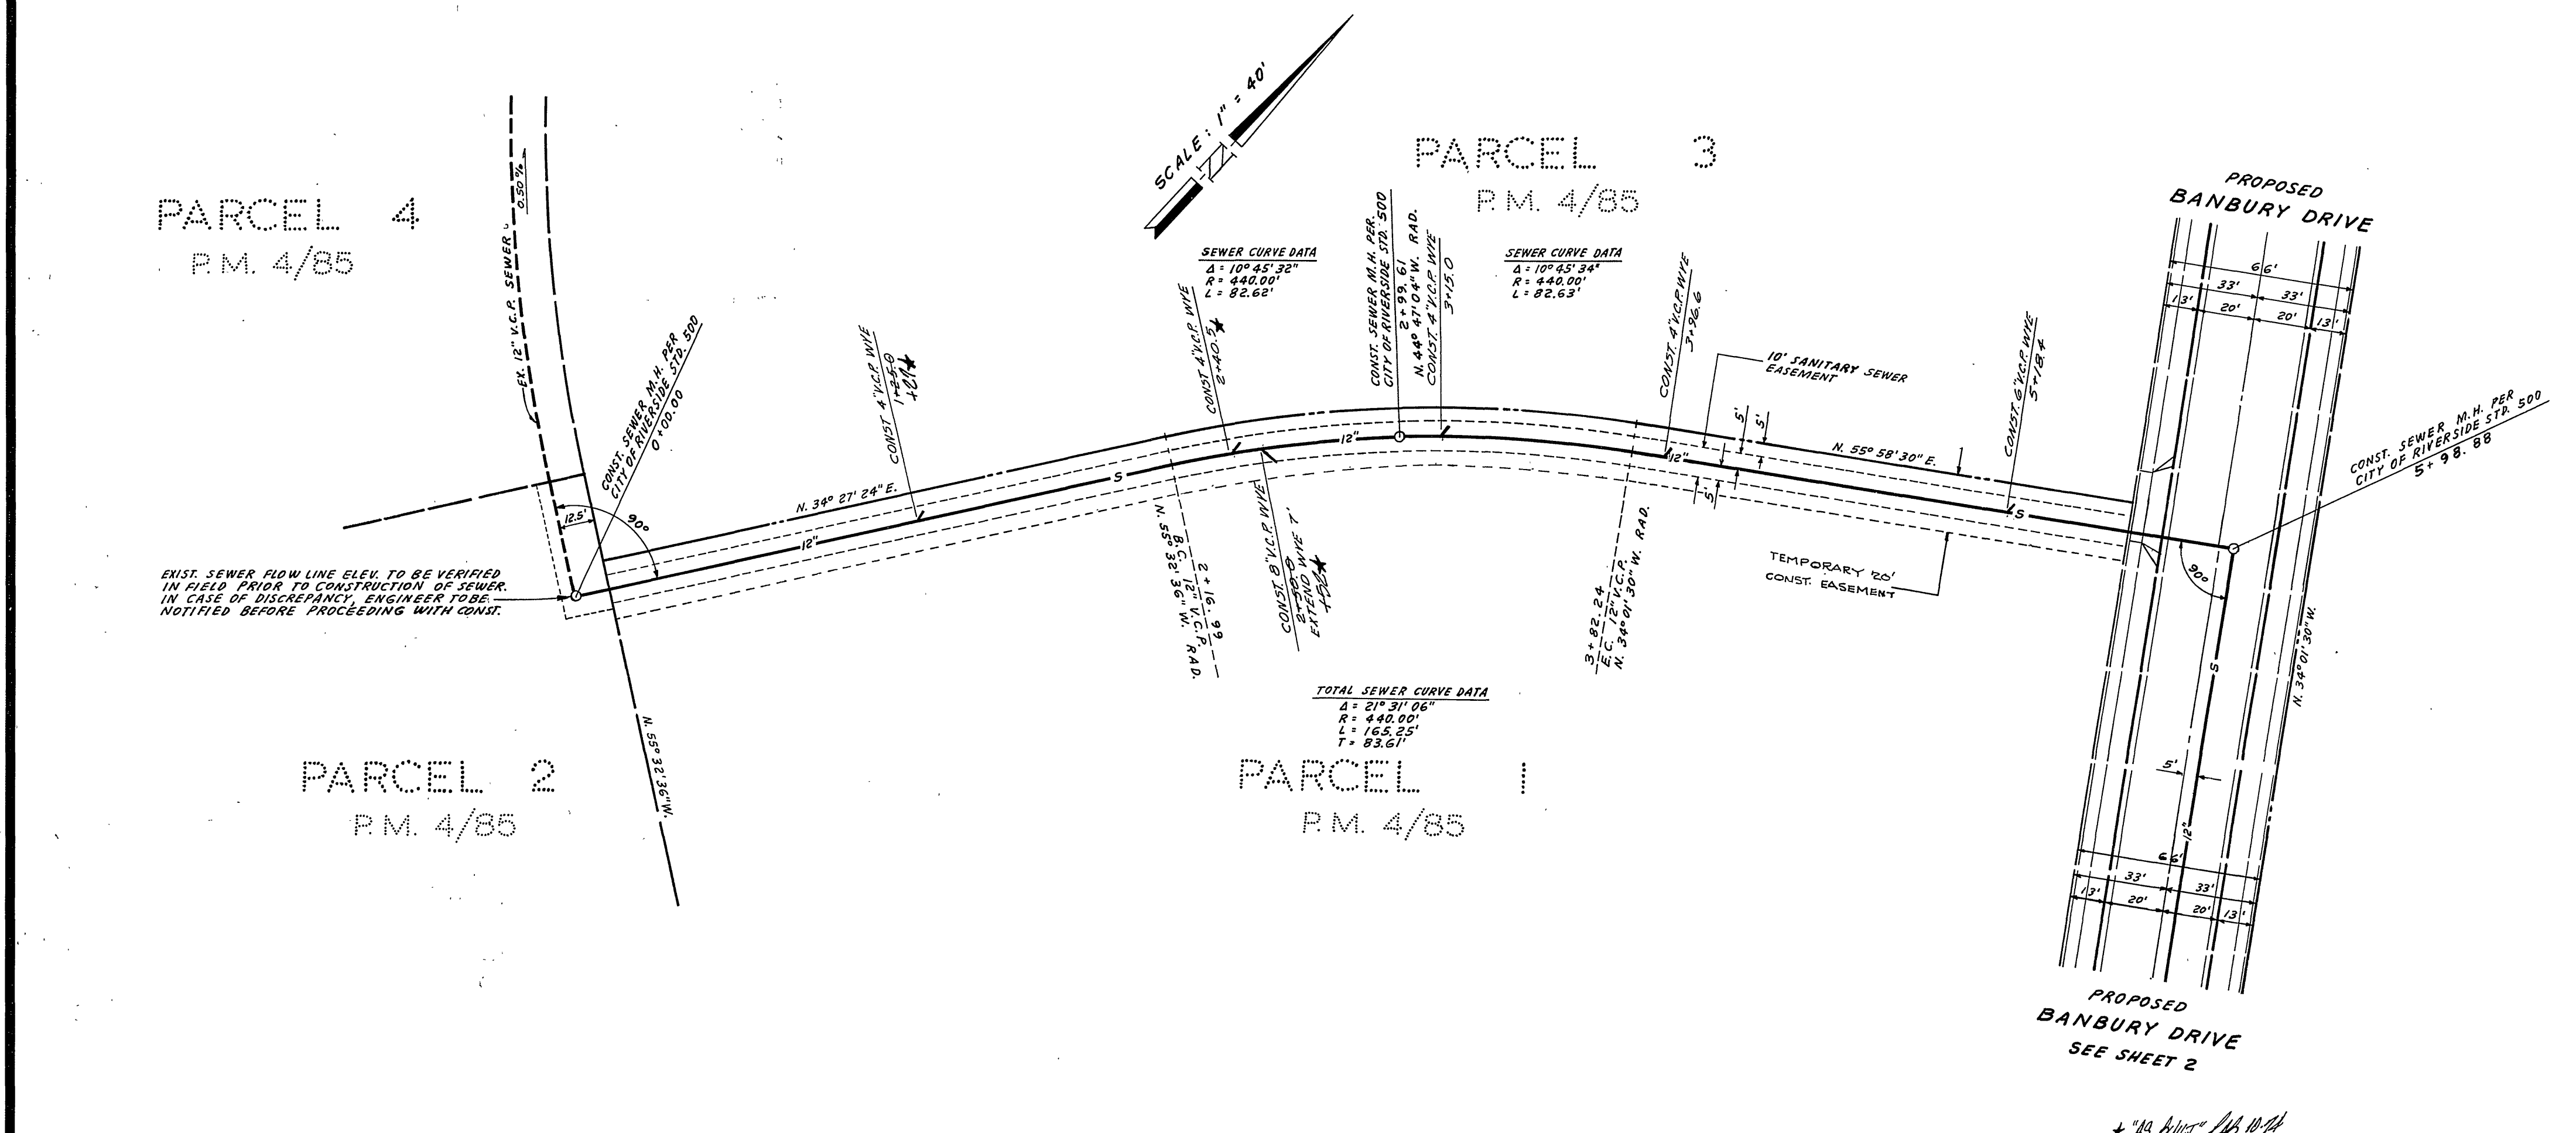 PARCEL 4
P.M. 4/85
EX. 12" V.C.P. SEWER
0.50 %
SCALE: 1" = 40'
PARCEL 3
P.M. 4/85
PROPOSED
BANBURY DRIVE
66'
33'
33'
13'
20'
20'
13'
SEWER CURVE DATA
Δ = 10° 45' 32"
R = 440.00'
L = 82.62'
SEWER CURVE DATA
Δ = 10° 45' 34"
R = 440.00'
L = 82.63'
CONST. SEWER M.H. PER
CITY OF RIVERSIDE STD. 500
0+00.00
CONST 4" V.C.P. WYE
1+25.0
CONST 4" V.C.P. WYE
2+40.5
CONST. SEWER M.H. PER.
CITY OF RIVERSIDE STD. 500
2+99.61
N. 44° 47' 04" W. RAD.
CONST 4" V.C.P. WYE
3+15.0
CONST. 4" V.C.P. WYE
3+96.6
10' SANITARY SEWER
EASEMENT
CONST. 6" V.C.P. WYE
5+18.4
CONST. SEWER M.H. PER
CITY OF RIVERSIDE STD. 500
5+98.88
N. 34° 27' 24" E.
12"
S
12"
12"
5'
5'
5'
N. 55° 58' 30" E.
S
12.5'
90°
90°
EXIST. SEWER FLOW LINE ELEV. TO BE VERIFIED
IN FIELD PRIOR TO CONSTRUCTION OF SEWER.
IN CASE OF DISCREPANCY, ENGINEER TO BE
NOTIFIED BEFORE PROCEEDING WITH CONST.
2+16.99
B.C. 12" V.C.P.
N. 55° 32' 36" W. RAD.
CONST. 8" V.C.P. WYE
EXTEND WYE 7'
3+82.24
E.C. 12" V.C.P.
N. 34° 01' 30" W. RAD.
TEMPORARY 20'
CONST. EASEMENT
TOTAL SEWER CURVE DATA
Δ = 21° 31' 06"
R = 440.00'
L = 165.25'
T = 83.61'
N. 55° 32' 36" W.
PARCEL 2
P.M. 4/85
PARCEL 1
P.M. 4/85
S
N. 34° 01' 30" W.
5'
12"
66'
33'
33'
13'
20'
20'
13'
PROPOSED
BANBURY DRIVE
SEE SHEET 2